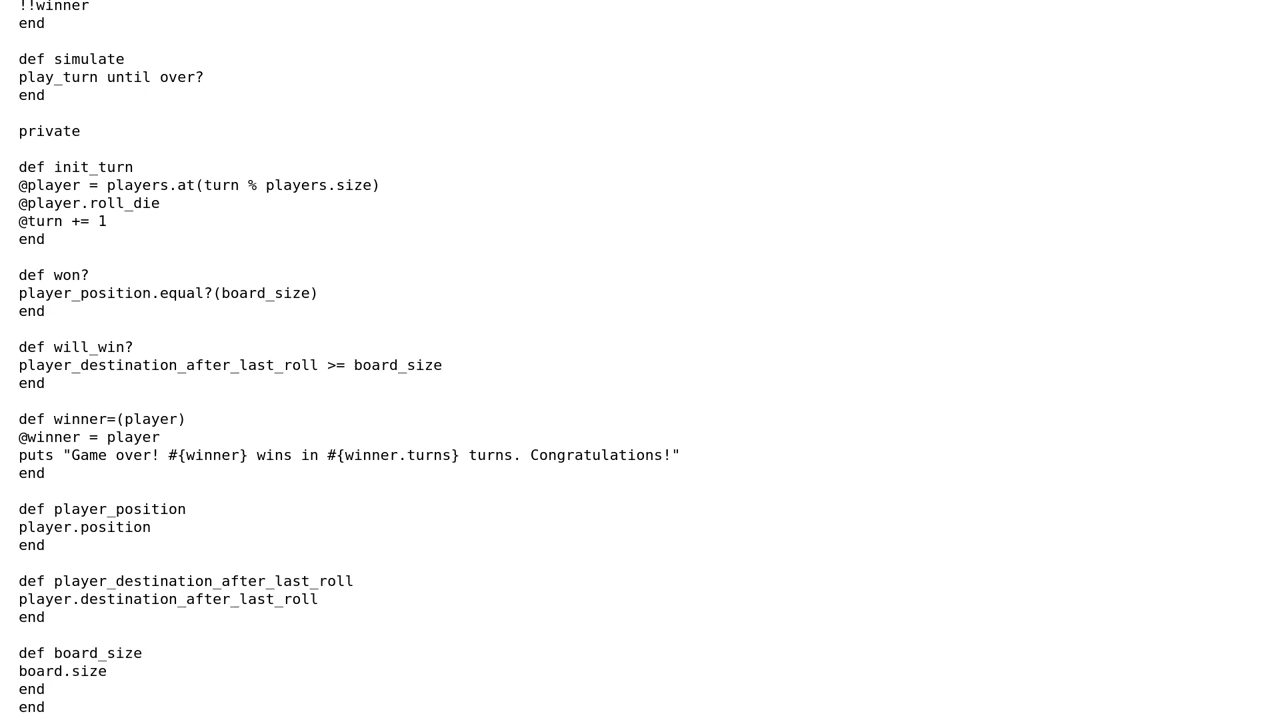 !!winner
end

def simulate
play_turn until over?
end

private

def init_turn
@player = players.at(turn % players.size)
@player.roll_die
@turn += 1
end

def won?
player_position.equal?(board_size)
end

def will_win?
player_destination_after_last_roll >= board_size
end

def winner=(player)
@winner = player
puts "Game over! #{winner} wins in #{winner.turns} turns. Congratulations!"
end

def player_position
player.position
end

def player_destination_after_last_roll
player.destination_after_last_roll
end

def board_size
board.size
end
end